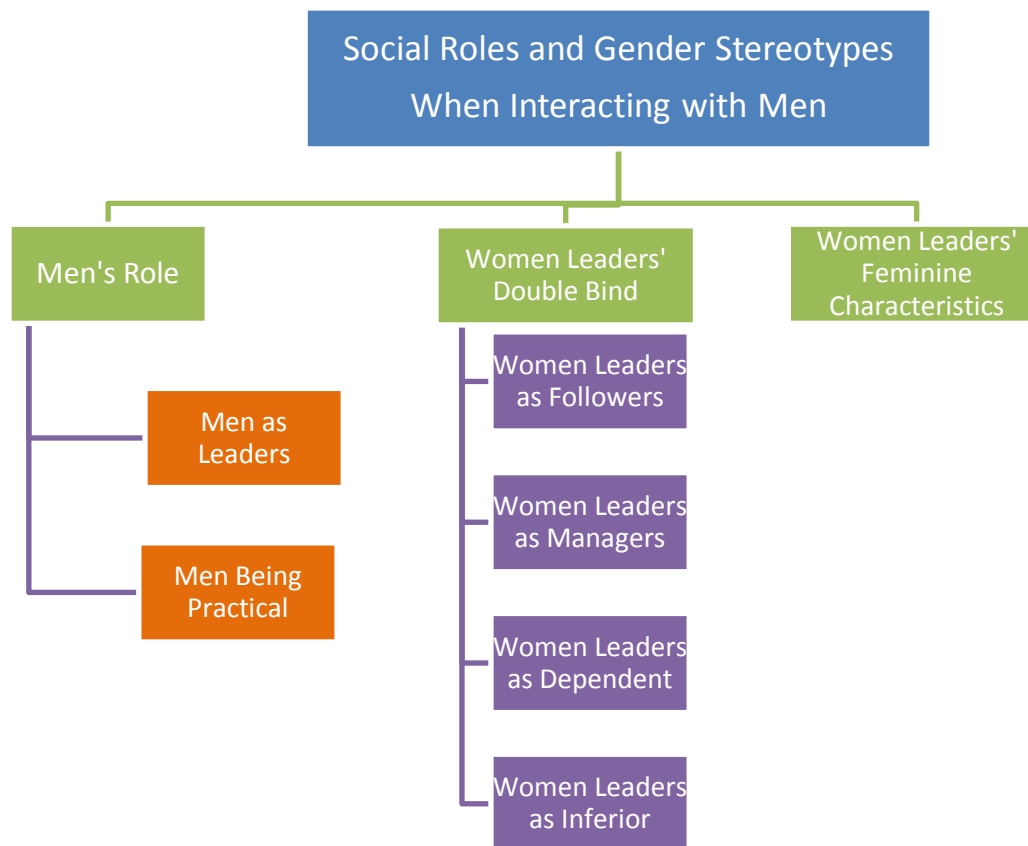 Social Roles and Gender Stereotypes
When Interacting with Men
Men's Role
Women Leaders'
Double Bind
Women Leaders'
Feminine
Characteristics
Men as
Leaders
Men Being
Practical
Women Leaders
as Followers
Women Leaders
as Managers
Women Leaders
as Dependent
Women Leaders
as Inferior